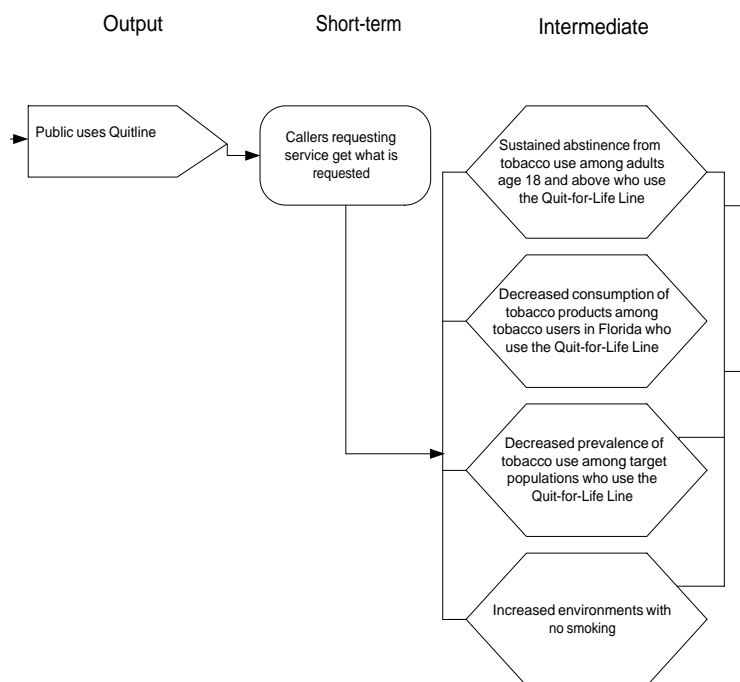 Output
Short-term
Intermediate
Public uses Quitline
Callers requesting
service get what is
requested
Sustained abstinence from
tobacco use among adults
age 18 and above who use
the Quit-for-Life Line
Decreased consumption of
tobacco products among
tobacco users in Florida who
use the Quit-for-Life Line
Decreased prevalence of
tobacco use among target
populations who use the
Quit-for-Life Line
Increased environments with
no smoking